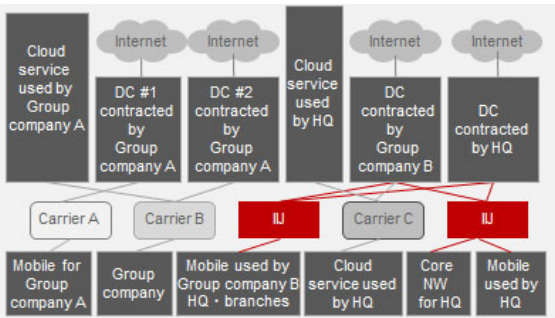 Cloud
service
used by
Group
company A
Internet
DC #1
contracted
by
Group
company A
Internet
DC #2
contracted
by
Group
company A
Cloud
service
used
by HQ
Internet
DC
contracted
by
Group
company B
Internet
DC
contracted
by HQ
Carrier A
Carrier B
IIJ
Carrier C
IIJ
Mobile for
Group
company A
Group
company
Mobile used by
Group company B
HQ・branches
Cloud
service used
by HQ
Core
NW
for HQ
Mobile
used by
HQ